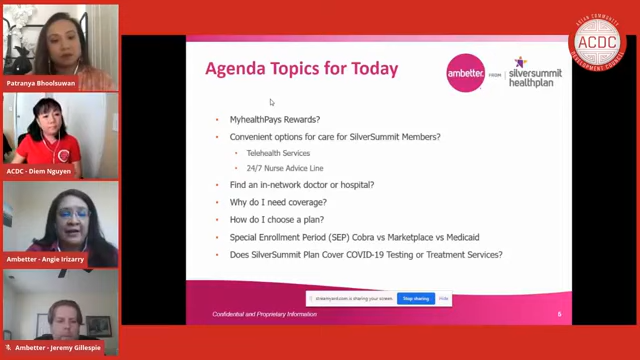 Patranya Bhoolsuwan
ACDC - Diem Nguyen
Ambetter - Angie Irizarry
Ambetter - Jeremy Gillespie
ASIAN COMMUNITY
ACDC
DEVELOPMENT COUNCIL
Agenda Topics for Today
ambetter
FROM
silversummit
healthplan
• MyhealthPays Rewards?
• Convenient options for care for SilverSummit Members?
• Telehealth Services
• 24/7 Nurse Advice Line
• Find an in-network doctor or hospital?
• Why do I need coverage?
• How do I choose a plan?
• Special Enrollment Period (SEP) Cobra vs Marketplace vs Medicaid
• Does SilverSummit Plan Cover COVID-19 Testing or Treatment Services?
streamyard.com is sharing your screen.
Stop sharing
Hide
Confidential and Proprietary Information
5